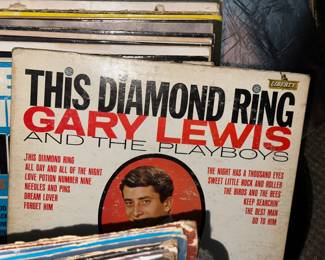 LIBERTY
THIS DIAMOND RING
GARY LEWIS
AND THE PLAYBOYS
THIS DIAMOND RING
ALL DAY AND ALL OF THE NIGHT
LOVE POTION NUMBER NINE
NEEDLES AND PINS
DREAM LOVER
FORGET HIM
THE NIGHT HAS A THOUSAND EYES
SWEET LITTLE ROCK AND ROLLER
THE BIRDS AND THE BEES
KEEP SEARCHIN'
THE BEST MAN
GO TO HIM